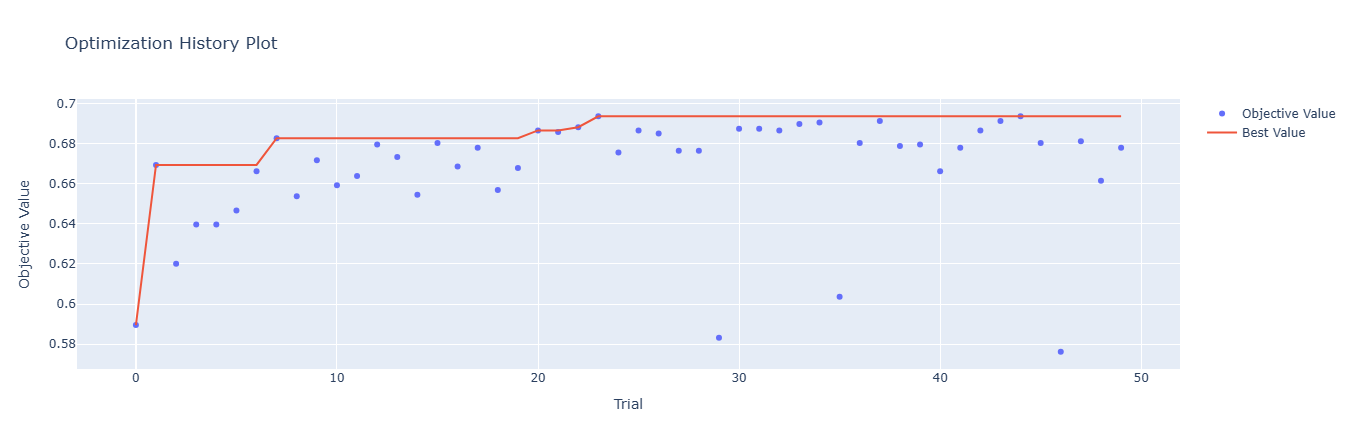 Optimization History Plot
0.7
0.68
0.66
0.64
0.62
0.6
0.58
Objective Value
0
10
20
30
40
50
Trial
Objective Value
Best Value